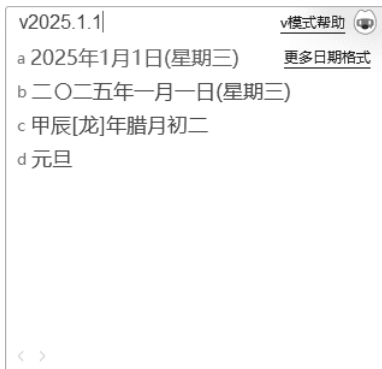 v2025.1.1 v模式帮助
a 2025年1月1日(星期三) 更多日期格式
b 二〇二五年一月一日(星期三)
c 甲辰[龙]年腊月初二
d 元旦